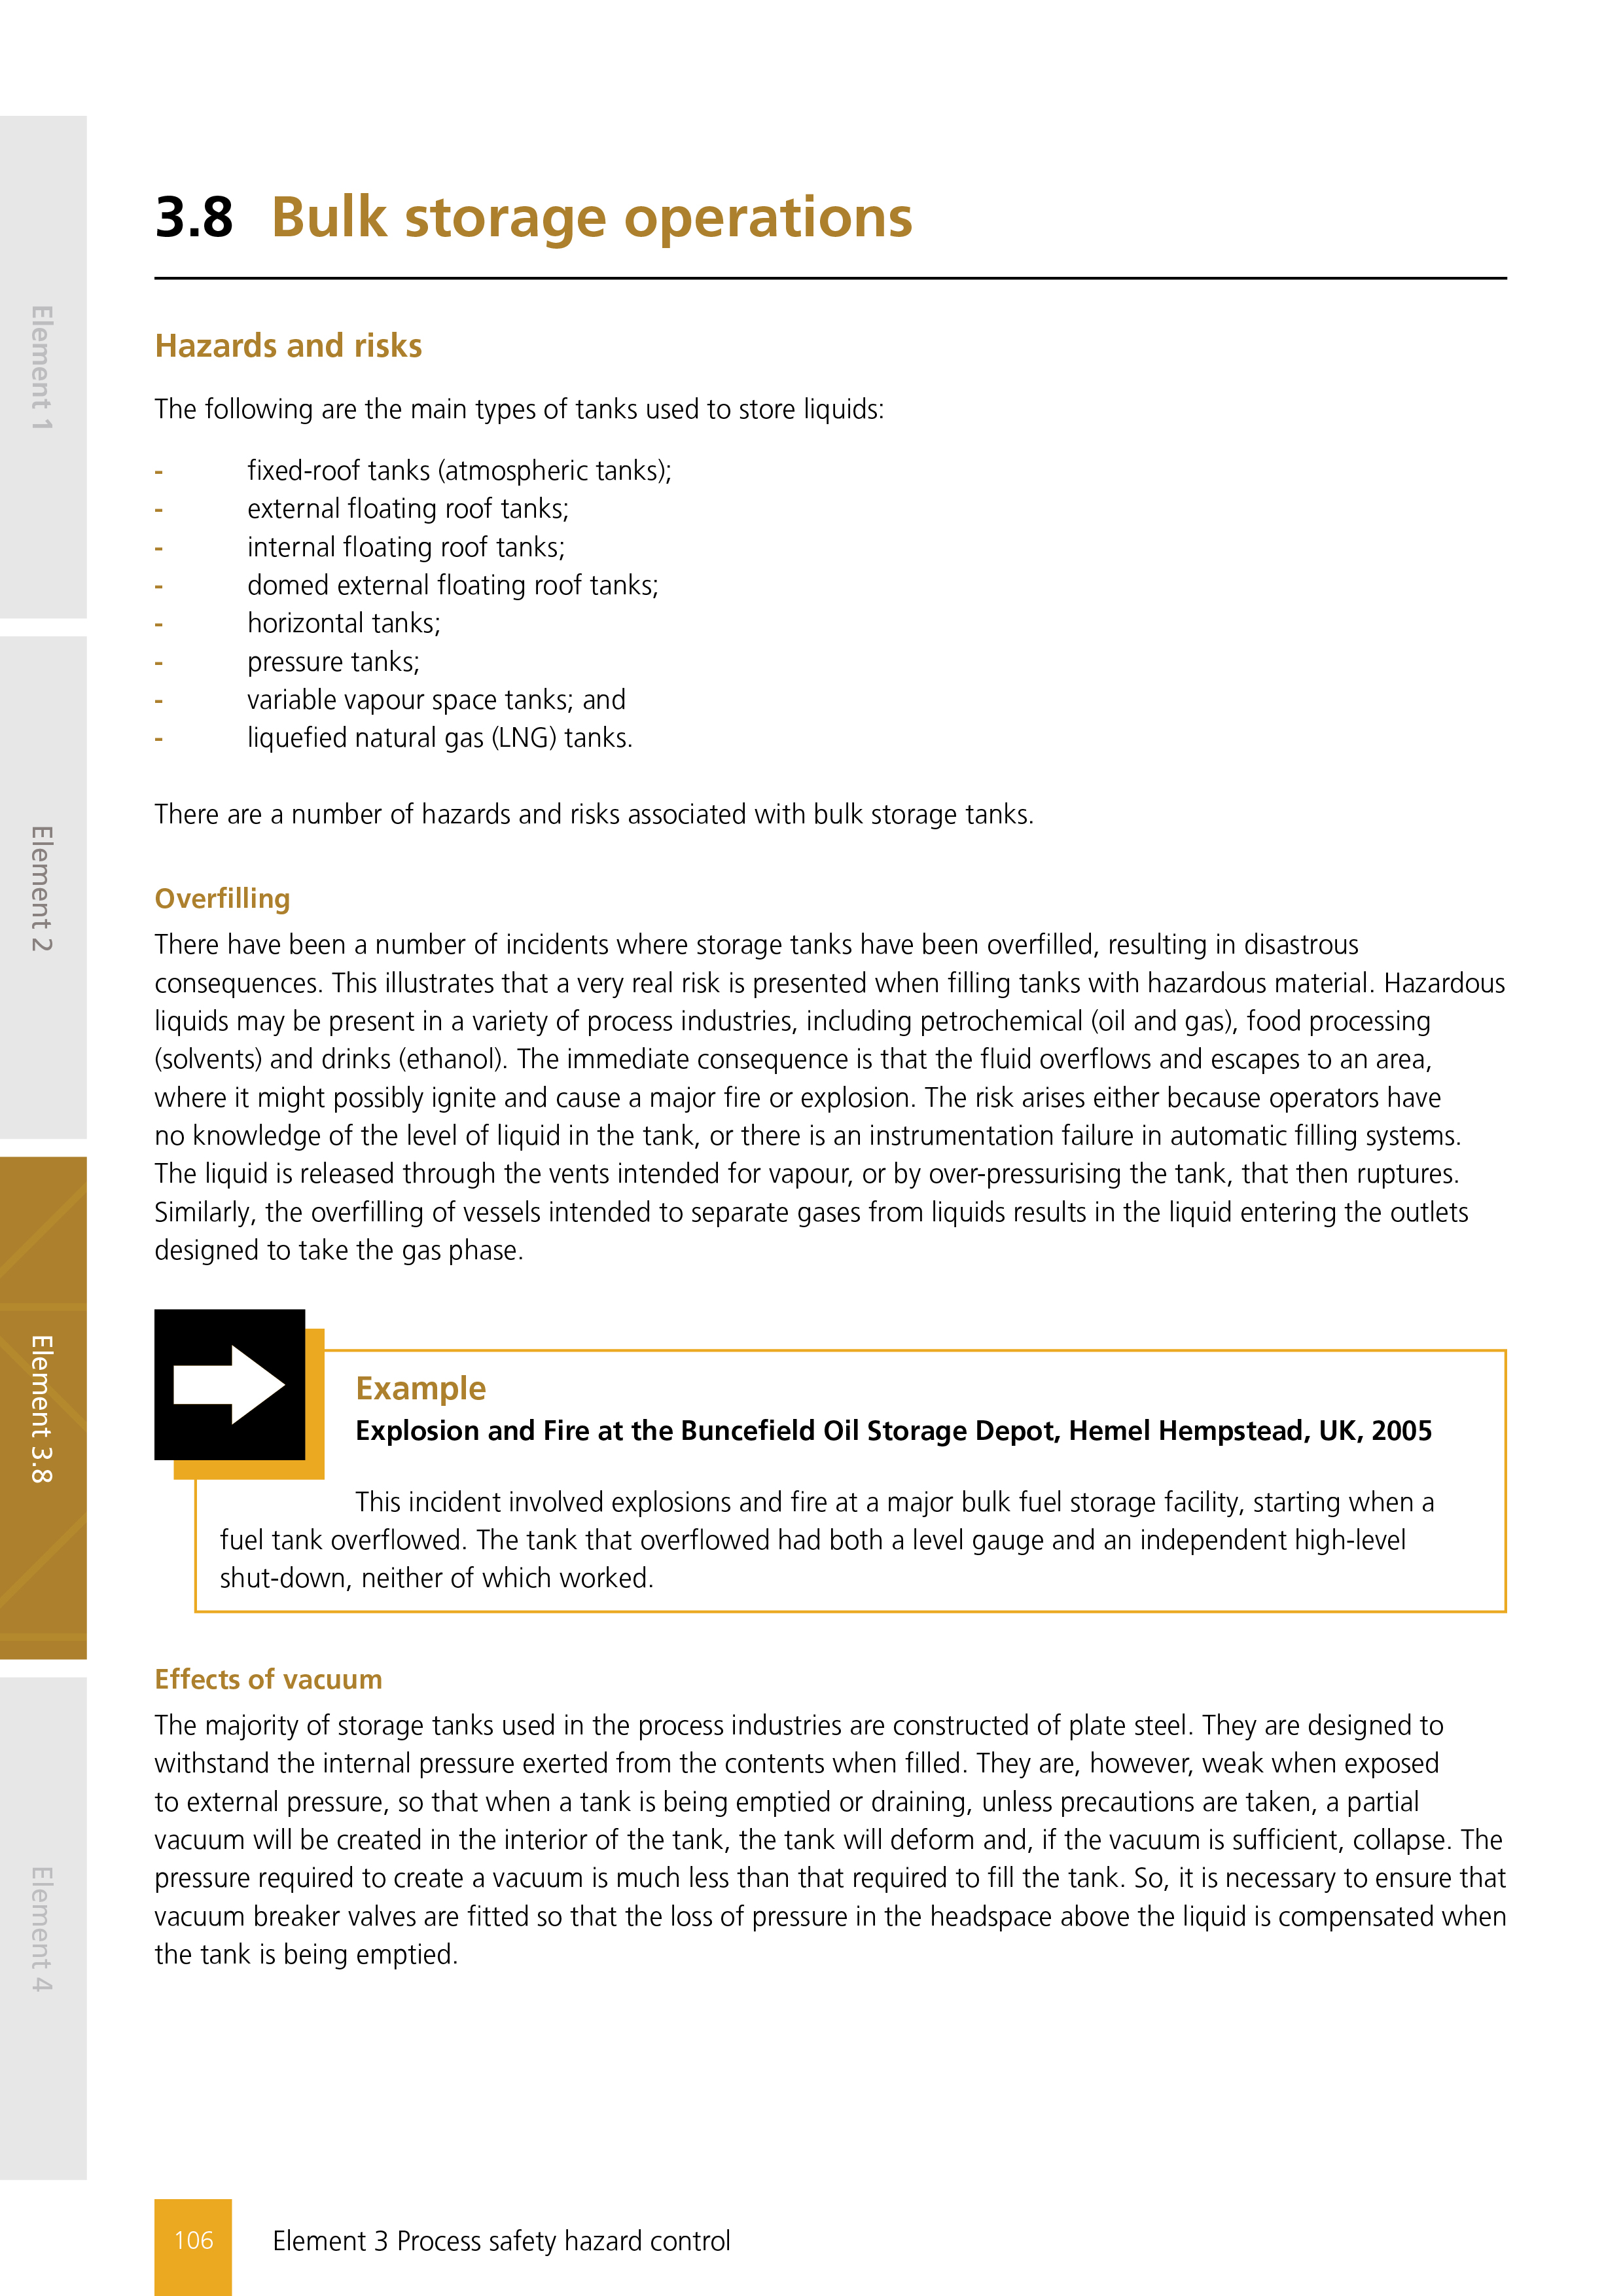 3.8 Bulk storage operations
Hazards and risks
The following are the main types of tanks used to store liquids:
- fixed-roof tanks (atmospheric tanks);
- external floating roof tanks;
- internal floating roof tanks;
- domed external floating roof tanks;
- horizontal tanks;
- pressure tanks;
- variable vapour space tanks; and
- liquefied natural gas (LNG) tanks.
There are a number of hazards and risks associated with bulk storage tanks.
Overfilling
There have been a number of incidents where storage tanks have been overfilled, resulting in disastrous
consequences. This illustrates that a very real risk is presented when filling tanks with hazardous material. Hazardous
liquids may be present in a variety of process industries, including petrochemical (oil and gas), food processing
(solvents) and drinks (ethanol). The immediate consequence is that the fluid overflows and escapes to an area,
where it might possibly ignite and cause a major fire or explosion. The risk arises either because operators have
no knowledge of the level of liquid in the tank, or there is an instrumentation failure in automatic filling systems.
The liquid is released through the vents intended for vapour, or by over-pressurising the tank, that then ruptures.
Similarly, the overfilling of vessels intended to separate gases from liquids results in the liquid entering the outlets
designed to take the gas phase.
Example
Explosion and Fire at the Buncefield Oil Storage Depot, Hemel Hempstead, UK, 2005
This incident involved explosions and fire at a major bulk fuel storage facility, starting when a
fuel tank overflowed. The tank that overflowed had both a level gauge and an independent high-level
shut-down, neither of which worked.
Effects of vacuum
The majority of storage tanks used in the process industries are constructed of plate steel. They are designed to
withstand the internal pressure exerted from the contents when filled. They are, however, weak when exposed
to external pressure, so that when a tank is being emptied or draining, unless precautions are taken, a partial
vacuum will be created in the interior of the tank, the tank will deform and, if the vacuum is sufficient, collapse. The
pressure required to create a vacuum is much less than that required to fill the tank. So, it is necessary to ensure that
vacuum breaker valves are fitted so that the loss of pressure in the headspace above the liquid is compensated when
the tank is being emptied.
Element 1
Element 2
Element 3.8
Element 4
106 Element 3 Process safety hazard control